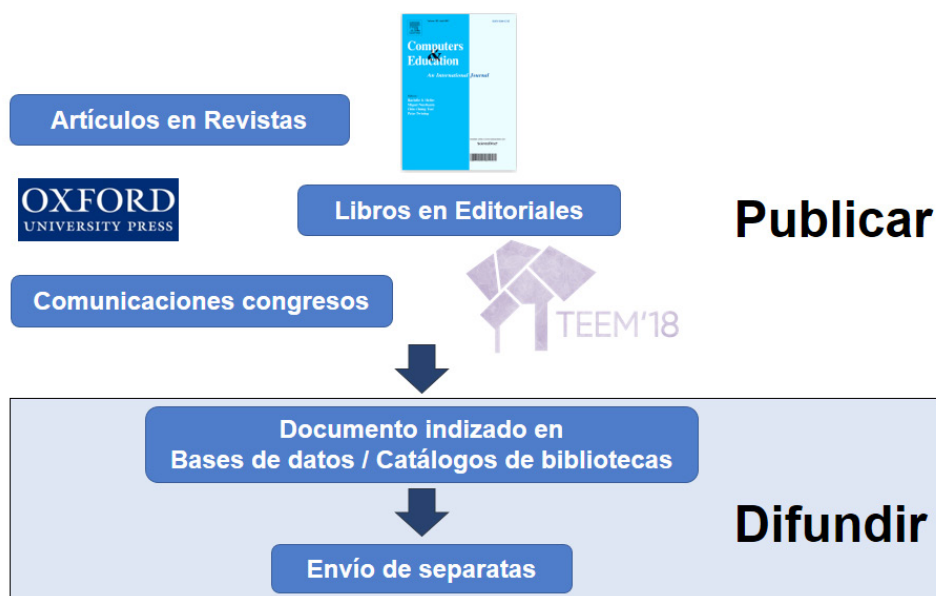 Computers
&
Education
An International Journal
Artículos en Revistas
OXFORD
UNIVERSITY PRESS
Libros en Editoriales
Publicar
Comunicaciones congresos
TEEM'18
Documento indizado en
Bases de datos / Catálogos de bibliotecas
Difundir
Envío de separatas